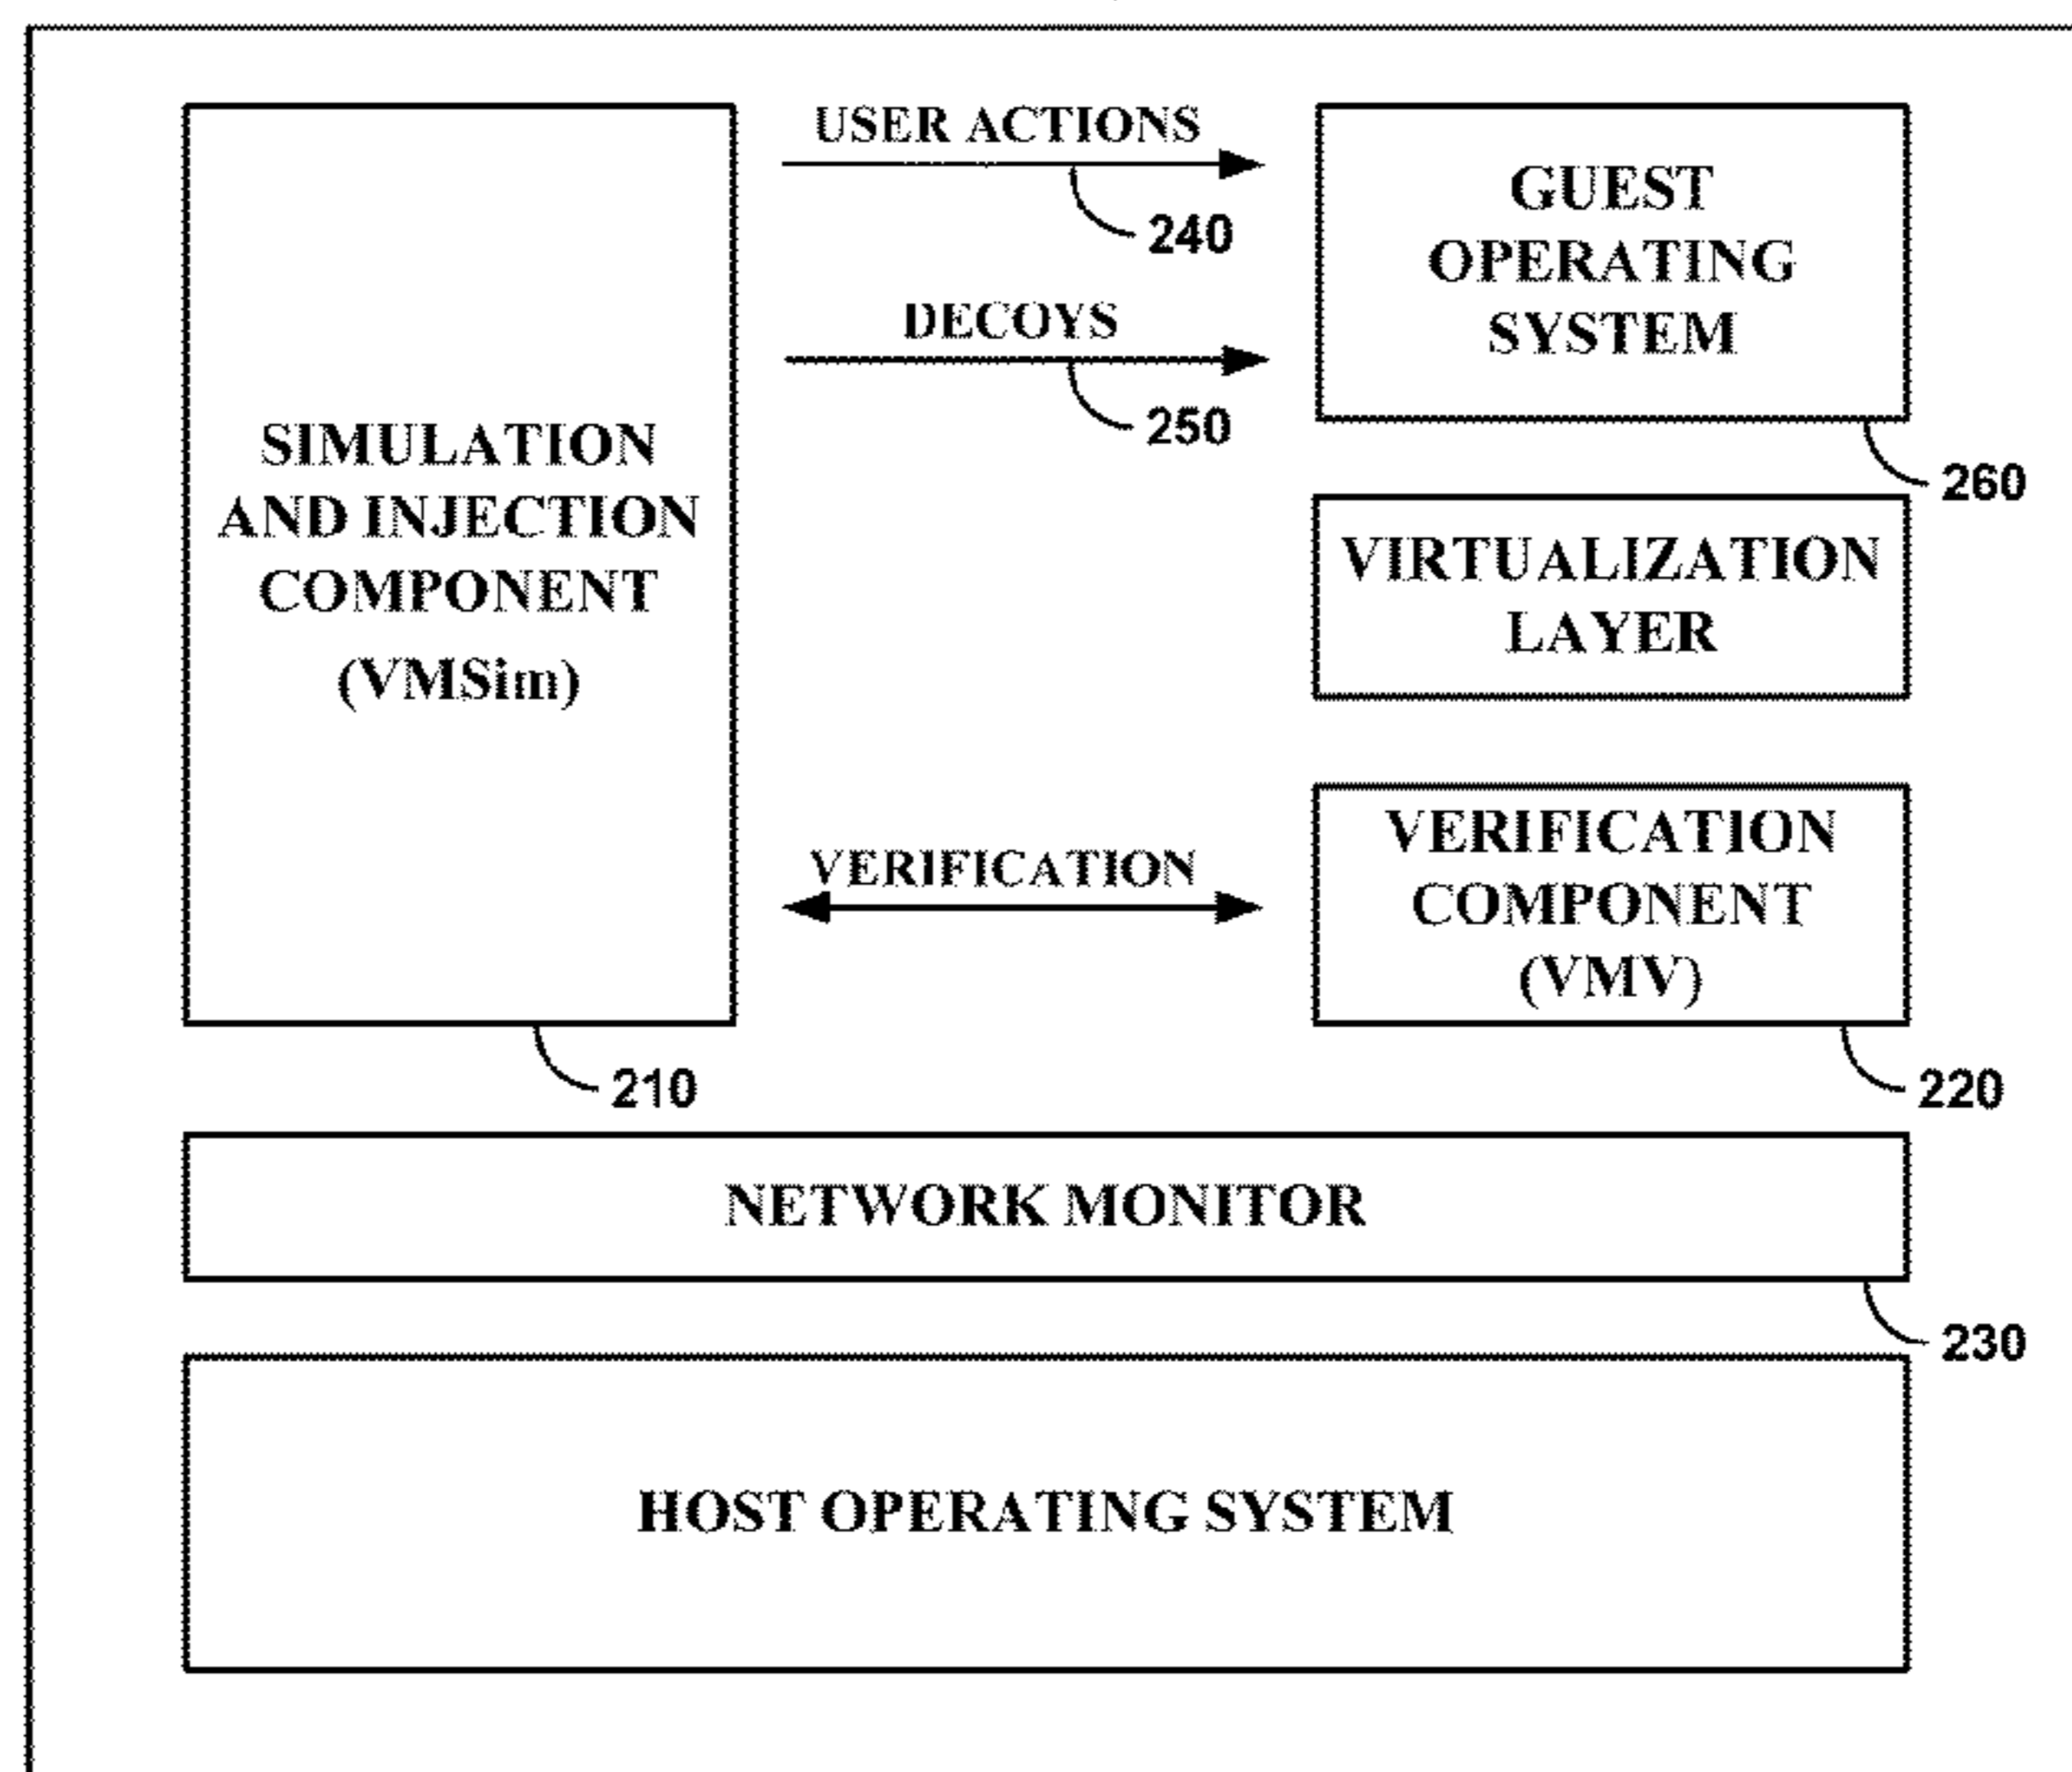 USER ACTIONS
240
DECOYS
250
GUEST
OPERATING
SYSTEM
260
SIMULATION
AND INJECTION
COMPONENT
(VMSim)
210
VIRTUALIZATION
LAYER
VERIFICATION
VERIFICATION
COMPONENT
(VMV)
220
NETWORK MONITOR
230
HOST OPERATING SYSTEM